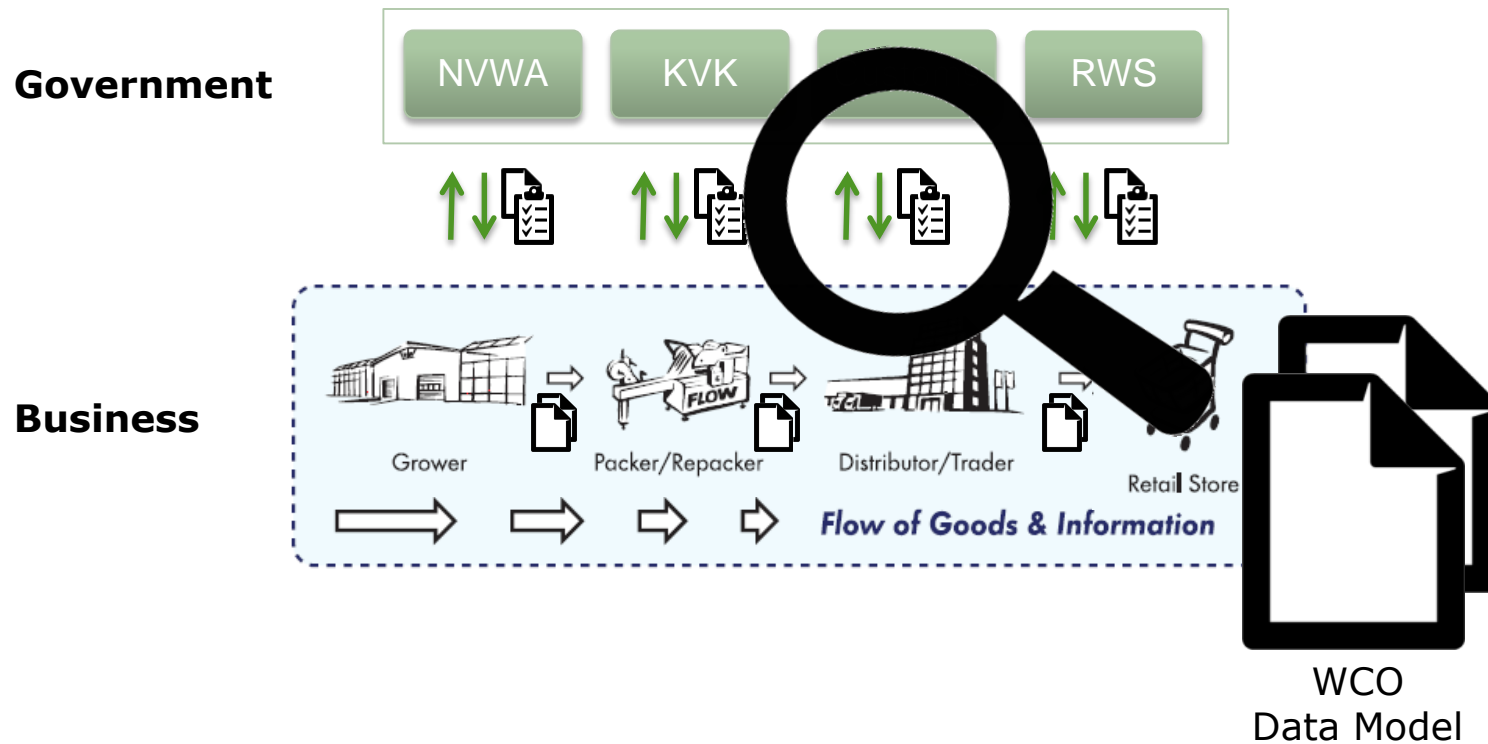 Government
NVWA
KVK
RWS
Business
FLOW
Grower
Packer/Repacker
Distributor/Trader
Retail Store
Flow of Goods & Information
WCO
Data Model